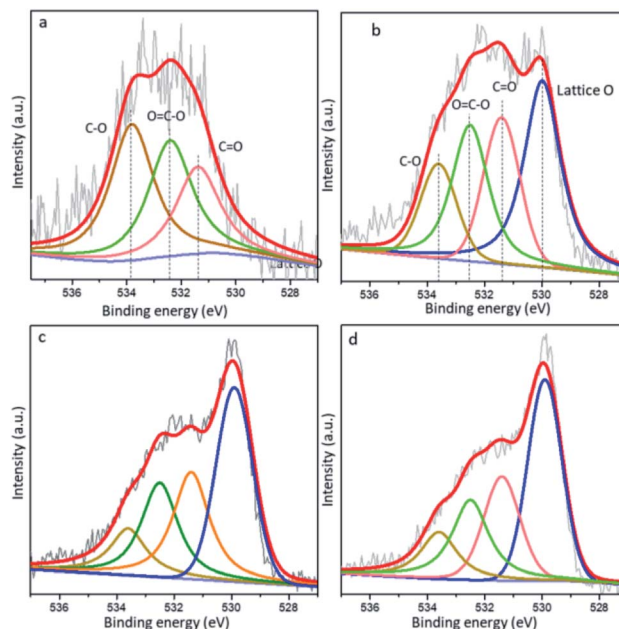 a
C-O
O=C-O
C=O
Lattice O
Intensity (a.u.)
536 534 532 530 528
Binding energy (eV)
b
C-O
O=C-O
C=O
Lattice O
Intensity (a.u.)
536 534 532 530 528
Binding energy (eV)
c
Intensity (a.u.)
536 534 532 530 528
Binding energy (eV)
d
Intensity (a.u.)
536 534 532 530 528
Binding energy (eV)